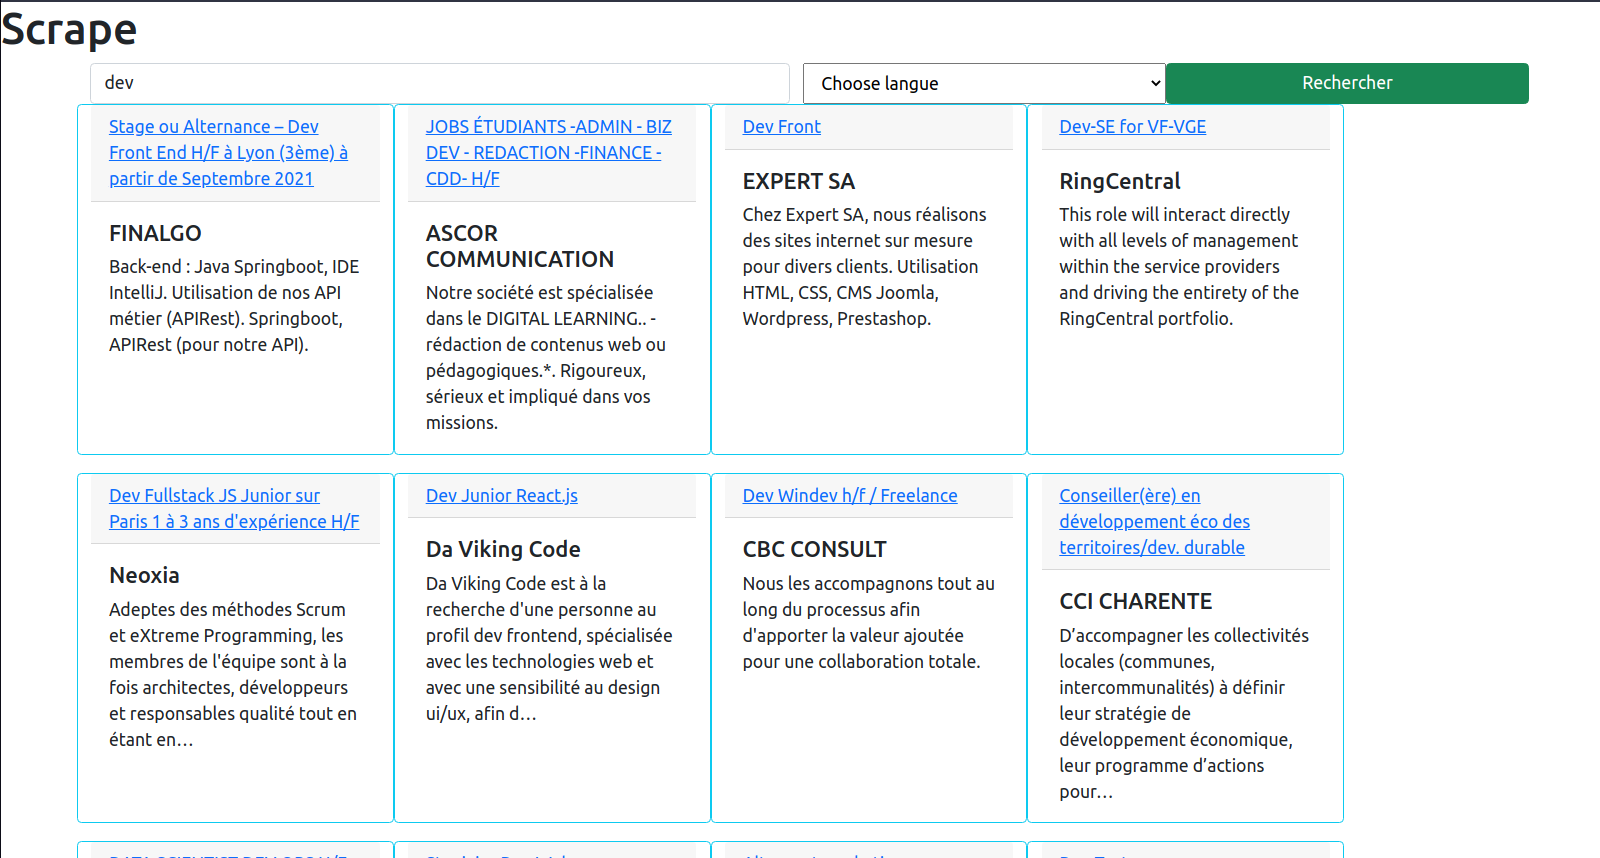 Scrape
dev
Choose langue
Rechercher
Stage ou Alternance – Dev
Front End H/F à Lyon (3ème) à
partir de Septembre 2021
FINALGO
Back-end : Java Springboot, IDE
IntelliJ. Utilisation de nos API
métier (APIRest). Springboot,
APIRest (pour notre API).
JOBS ÉTUDIANTS -ADMIN - BIZ
DEV - REDACTION -FINANCE -
CDD- H/F
ASCOR
COMMUNICATION
Notre société est spécialisée
dans le DIGITAL LEARNING.. -
rédaction de contenus web ou
pédagogiques.*. Rigoureux,
sérieux et impliqué dans vos
missions.
Dev Front
EXPERT SA
Chez Expert SA, nous réalisons
des sites internet sur mesure
pour divers clients. Utilisation
HTML, CSS, CMS Joomla,
Wordpress, Prestashop.
Dev-SE for VF-VGE
RingCentral
This role will interact directly
with all levels of management
within the service providers
and driving the entirety of the
RingCentral portfolio.
Dev Fullstack JS Junior sur
Paris 1 à 3 ans d'expérience H/F
Neoxia
Adeptes des méthodes Scrum
et eXtreme Programming, les
membres de l'équipe sont à la
fois architectes, développeurs
et responsables qualité tout en
étant en…
Dev Junior React.js
Da Viking Code
Da Viking Code est à la
recherche d'une personne au
profil dev frontend, spécialisée
avec les technologies web et
avec une sensibilité au design
ui/ux, afin d…
Dev Windev h/f / Freelance
CBC CONSULT
Nous les accompagnons tout au
long du processus afin
d'apporter la valeur ajoutée
pour une collaboration totale.
Conseiller(ère) en
développement éco des
territoires/dev. durable
CCI CHARENTE
D’accompagner les collectivités
locales (communes,
intercommunalités) à définir
leur stratégie de
développement économique,
leur programme d’actions
pour…